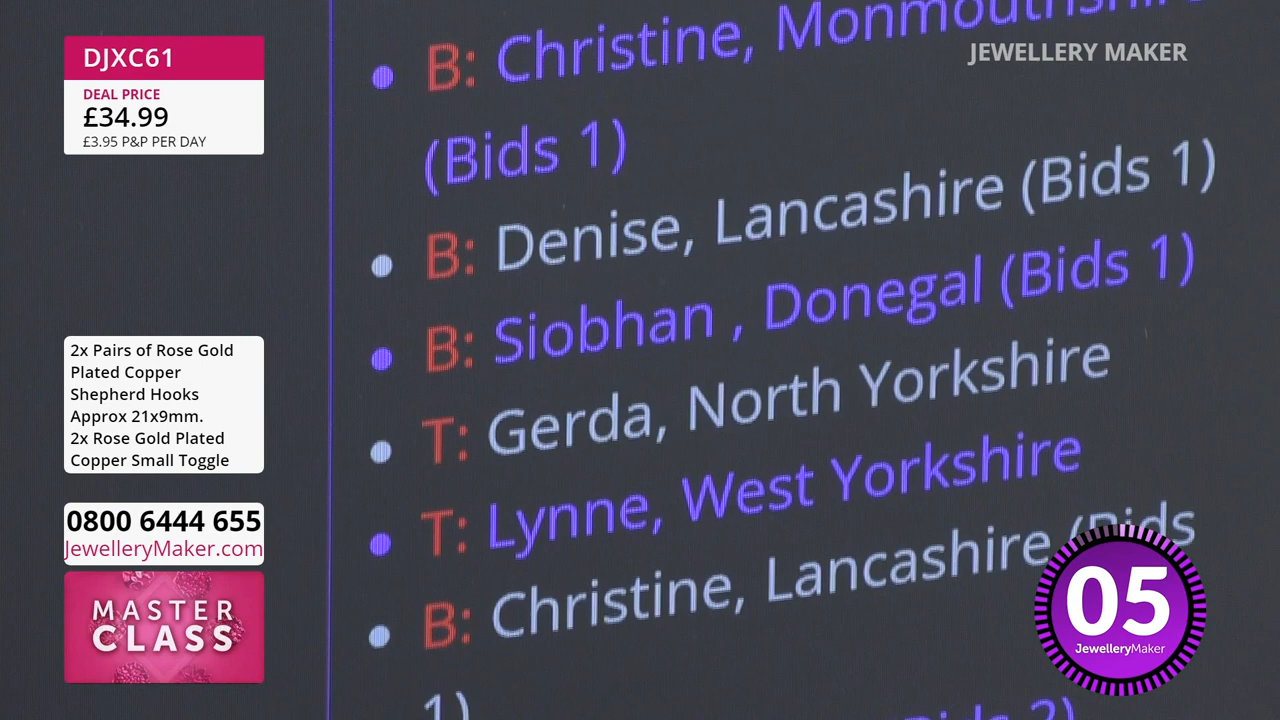 DJXC61
DEAL PRICE
£34.99
£3.95 P&P PER DAY
2x Pairs of Rose Gold
Plated Copper
Shepherd Hooks
Approx 21x9mm.
2x Rose Gold Plated
Copper Small Toggle
0800 6444 655
JewelleryMaker.com
MASTER
CLASS
JEWELLERY MAKER
B: Christine, Monmouthshire
(Bids 1)
B: Denise, Lancashire (Bids 1)
B: Siobhan , Donegal (Bids 1)
T: Gerda, North Yorkshire
T: Lynne, West Yorkshire
B: Christine, Lancashire (Bids
1)
05
JewelleryMaker